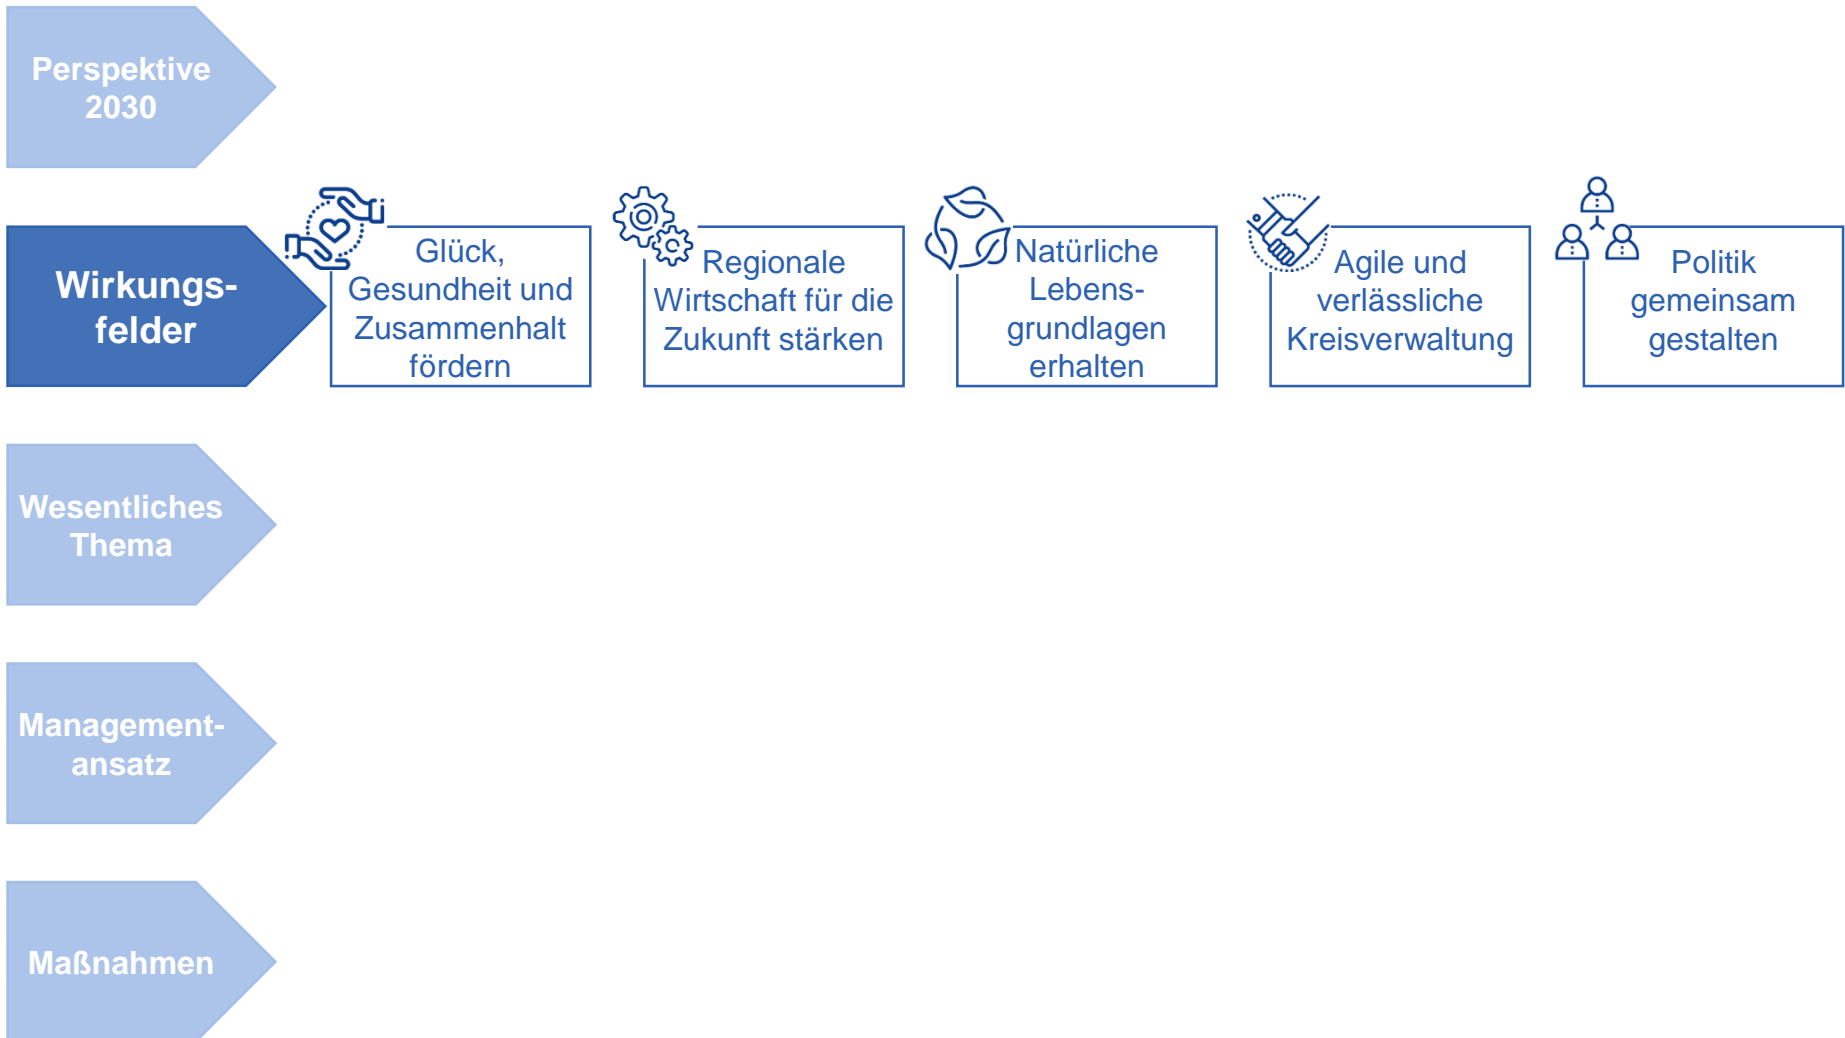 Perspektive
2030
Wirkungs-
felder
Glück,
Gesundheit und
Zusammenhalt
fördern
Regionale
Wirtschaft für die
Zukunft stärken
Natürliche
Lebens-
grundlagen
erhalten
Agile und
verlässliche
Kreisverwaltung
Politik
gemeinsam
gestalten
Wesentliches
Thema
Management-
ansatz
Maßnahmen